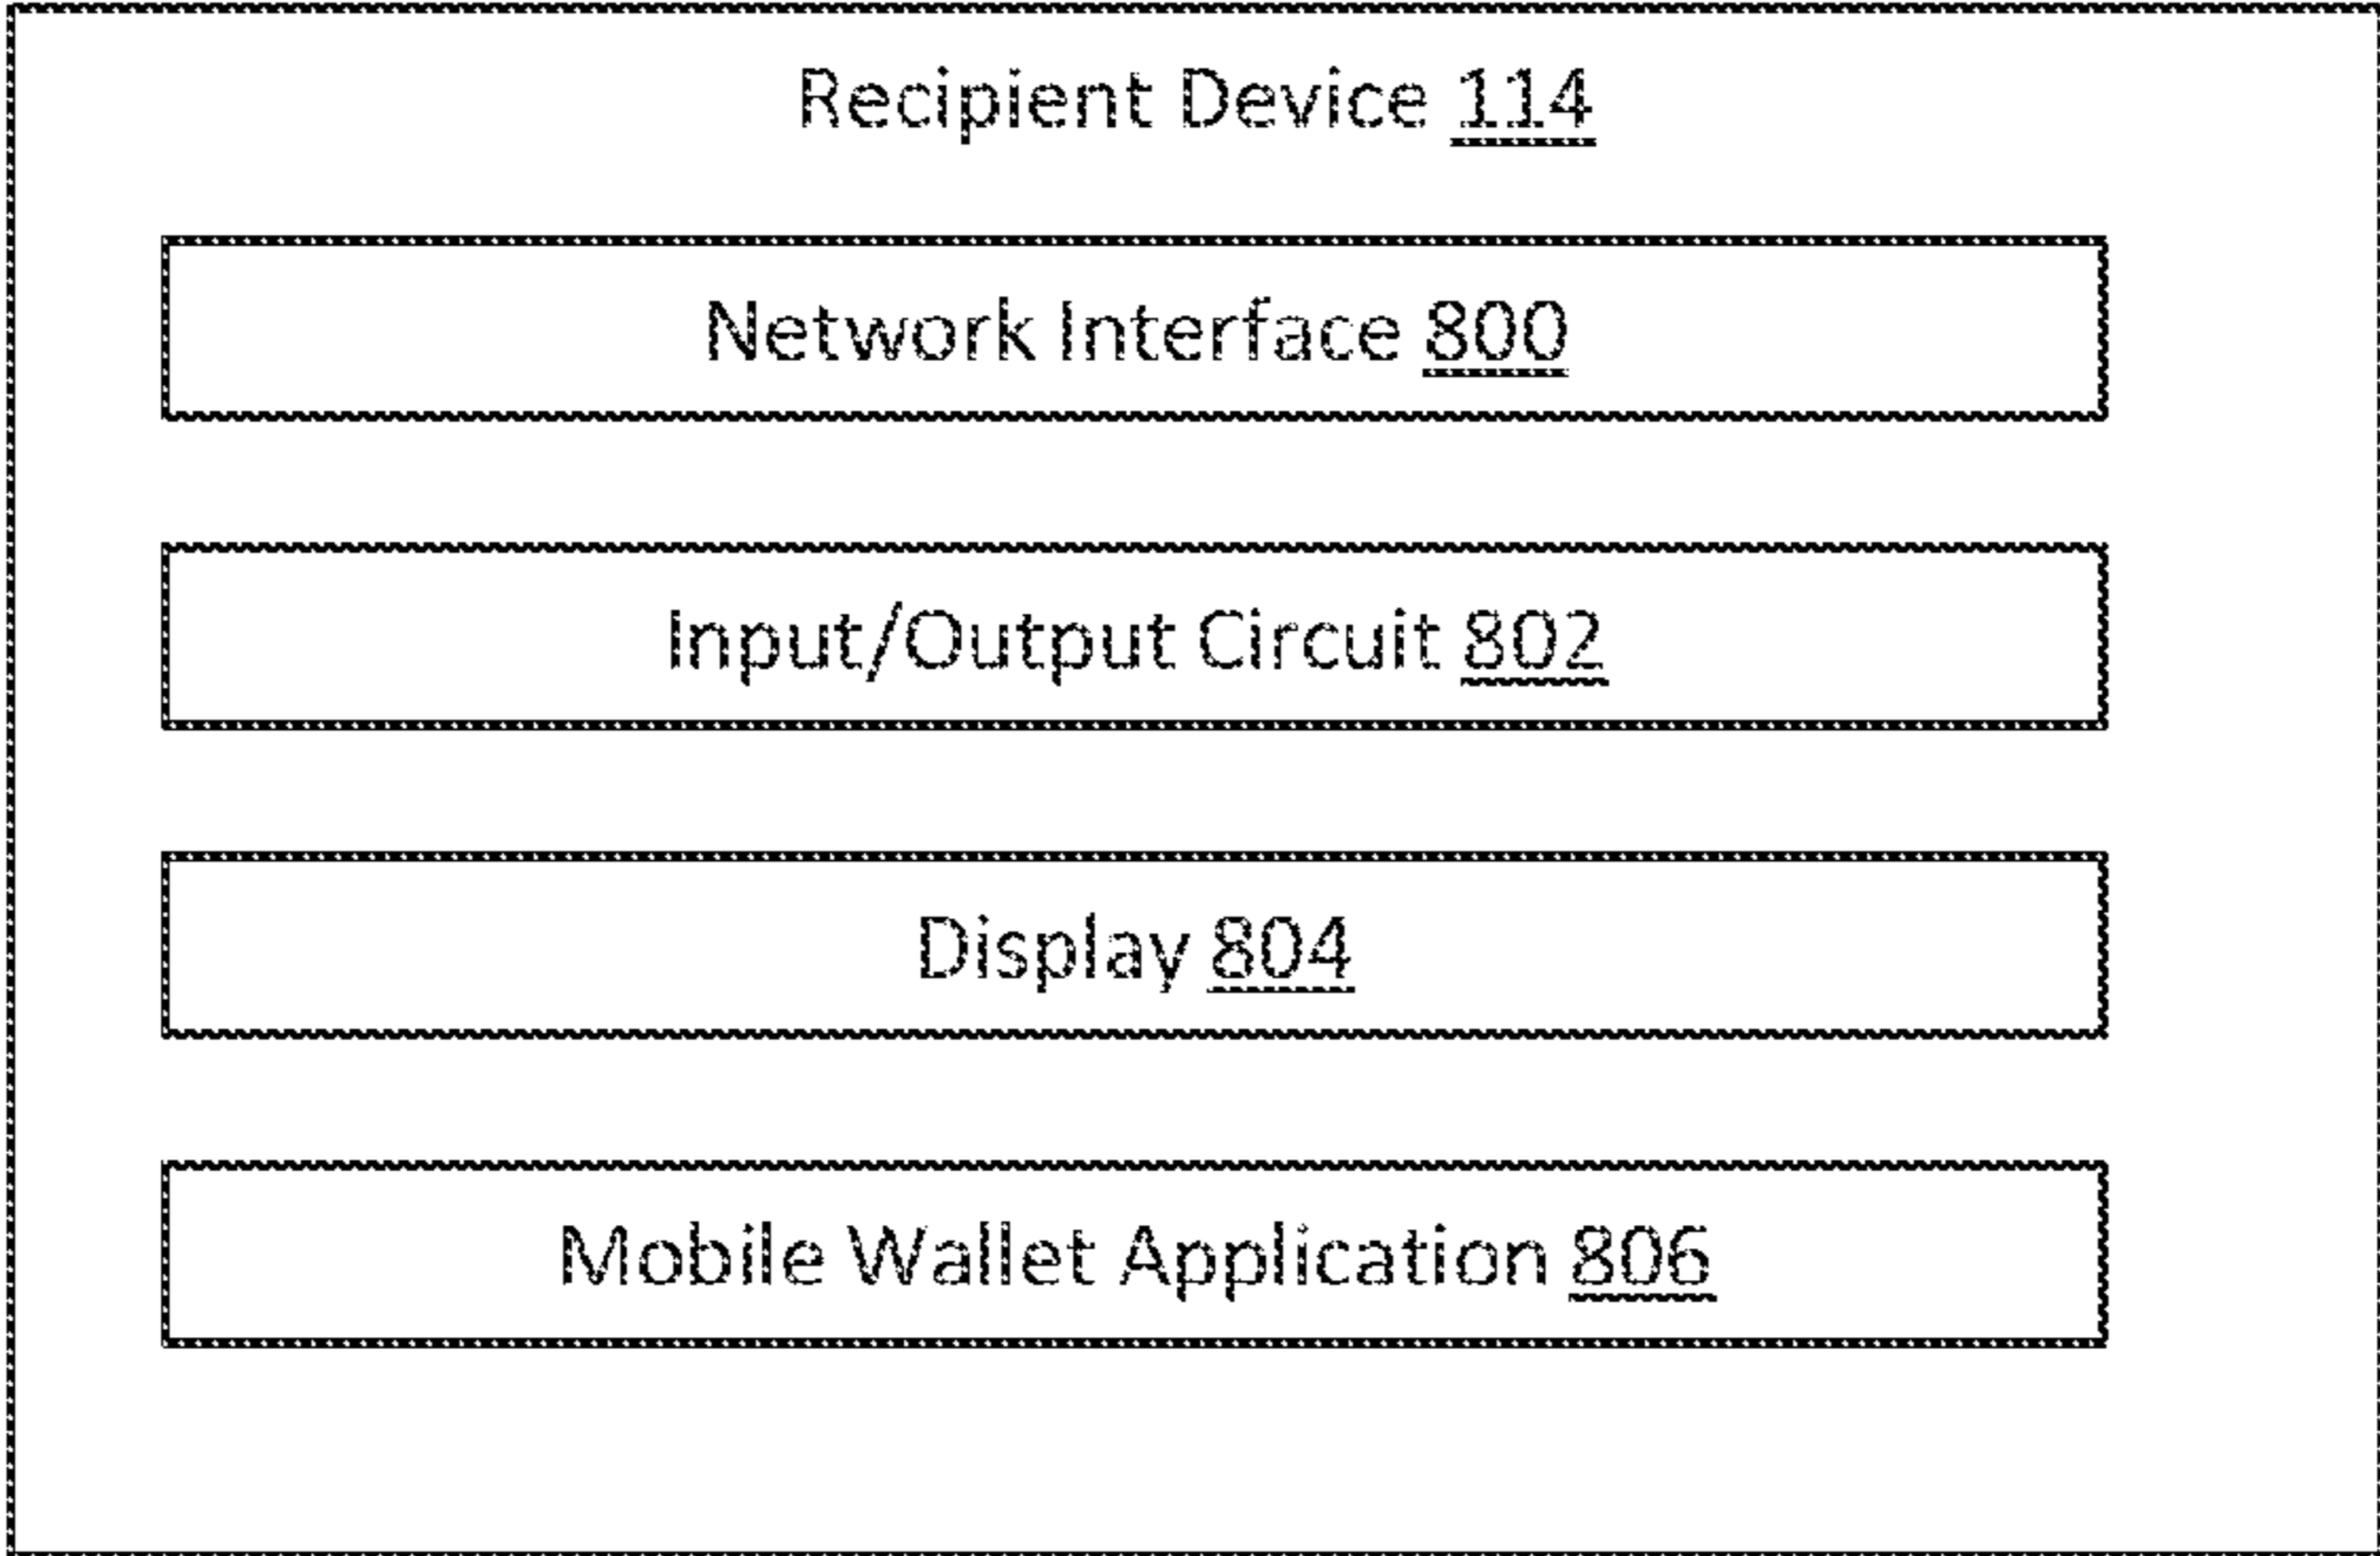 Recipient Device 114
Network Interface 800
Input/Output Circuit 802
Display 804
Mobile Wallet Application 806